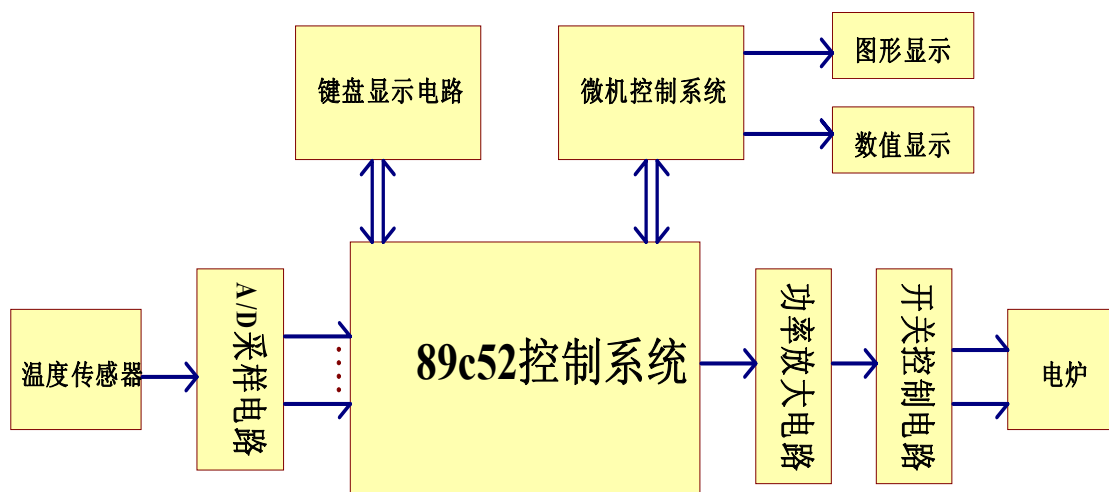 键盘显示电路
微机控制系统
图形显示
数值显示
温度传感器
A/D采样电路
89c52控制系统
功率放大电路
开关控制电路
电炉